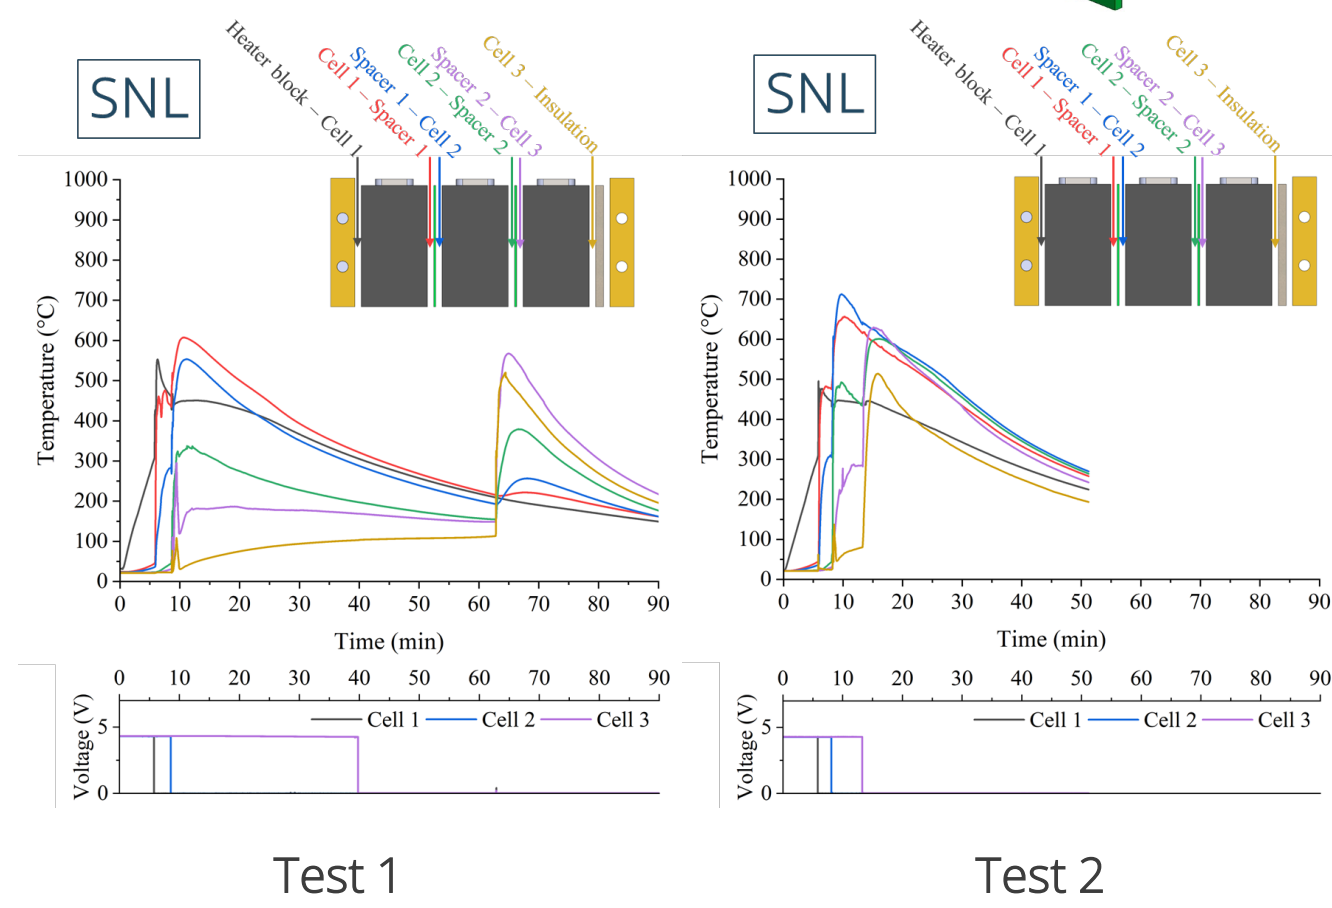 SNL
Heater block – Cell 1
Cell 1 – Spacer 1
Spacer 1 – Cell 2
Cell 2 – Spacer 2
Spacer 2 – Cell 3
Cell 3 – Insulation
1000
900
800
700
600
500
400
300
200
100
0
Temperature (°C)
0 10 20 30 40 50 60 70 80 90
Time (min)
0 10 20 30 40 50 60 70 80 90
Voltage (V)
5
0
Cell 1 Cell 2 Cell 3
Test 1
SNL
Heater block – Cell 1
Cell 1 – Spacer 1
Spacer 1 – Cell 2
Cell 2 – Spacer 2
Spacer 2 – Cell 3
Cell 3 – Insulation
1000
900
800
700
600
500
400
300
200
100
0
Temperature (°C)
0 10 20 30 40 50 60 70 80 90
Time (min)
0 10 20 30 40 50 60 70 80 90
Voltage (V)
5
0
Cell 1 Cell 2 Cell 3
Test 2